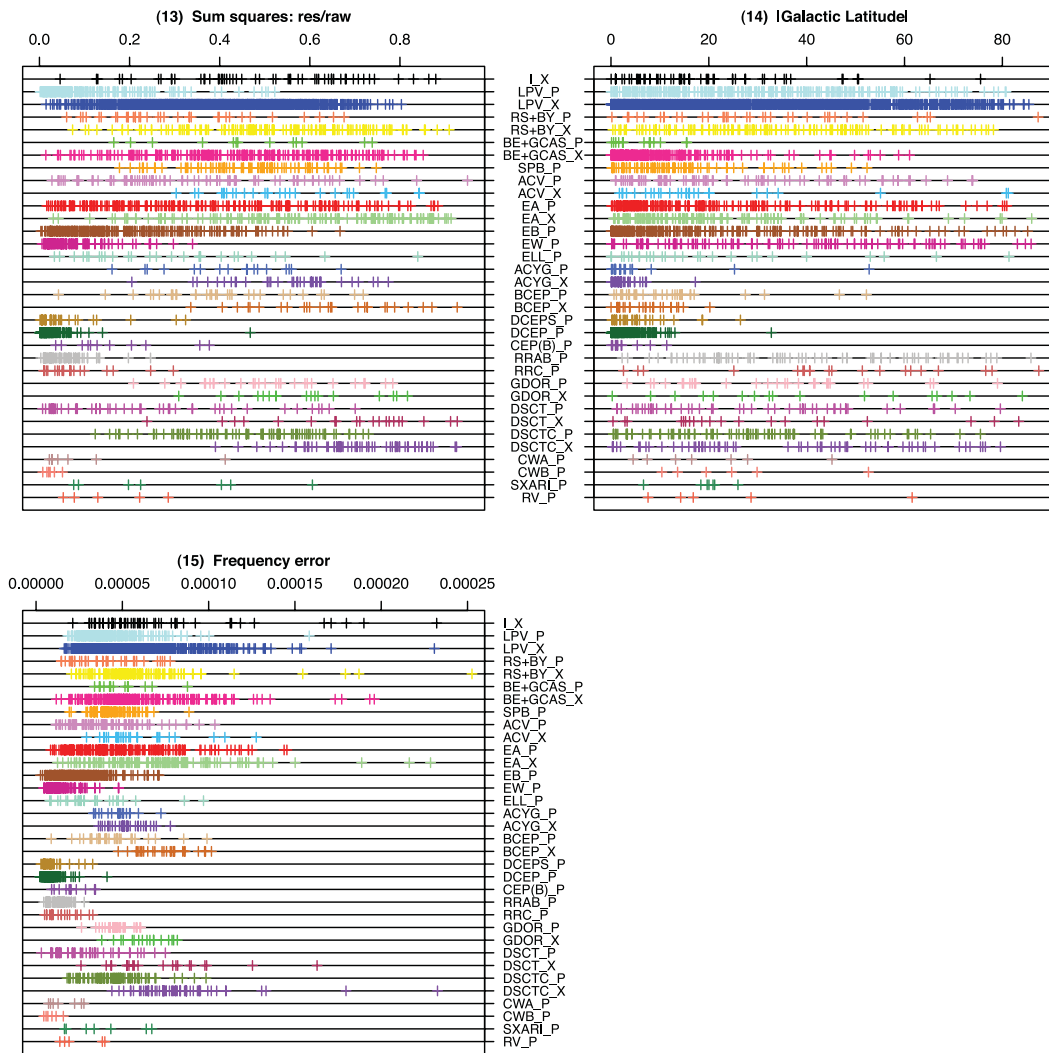 (13) Sum squares: res/raw
0.0 0.2 0.4 0.6 0.8
(14) |Galactic Latitude|
0 20 40 60 80
I_X
LPV_P
LPV_X
RS+BY_P
RS+BY_X
BE+GCAS_P
BE+GCAS_X
SPB_P
ACV_P
ACV_X
EA_P
EA_X
EB_P
EW_P
ELL_P
ACYG_P
ACYG_X
BCEP_P
BCEP_X
DCEPS_P
DCEP_P
CEP(B)_P
RRAB_P
RRC_P
GDOR_P
GDOR_X
DSCT_P
DSCT_X
DSCTC_P
DSCTC_X
CWA_P
CWB_P
SXARI_P
RV_P
(15) Frequency error
0.00000 0.00005 0.00010 0.00015 0.00020 0.00025
I_X
LPV_P
LPV_X
RS+BY_P
RS+BY_X
BE+GCAS_P
BE+GCAS_X
SPB_P
ACV_P
ACV_X
EA_P
EA_X
EB_P
EW_P
ELL_P
ACYG_P
ACYG_X
BCEP_P
BCEP_X
DCEPS_P
DCEP_P
CEP(B)_P
RRAB_P
RRC_P
GDOR_P
GDOR_X
DSCT_P
DSCT_X
DSCTC_P
DSCTC_X
CWA_P
CWB_P
SXARI_P
RV_P